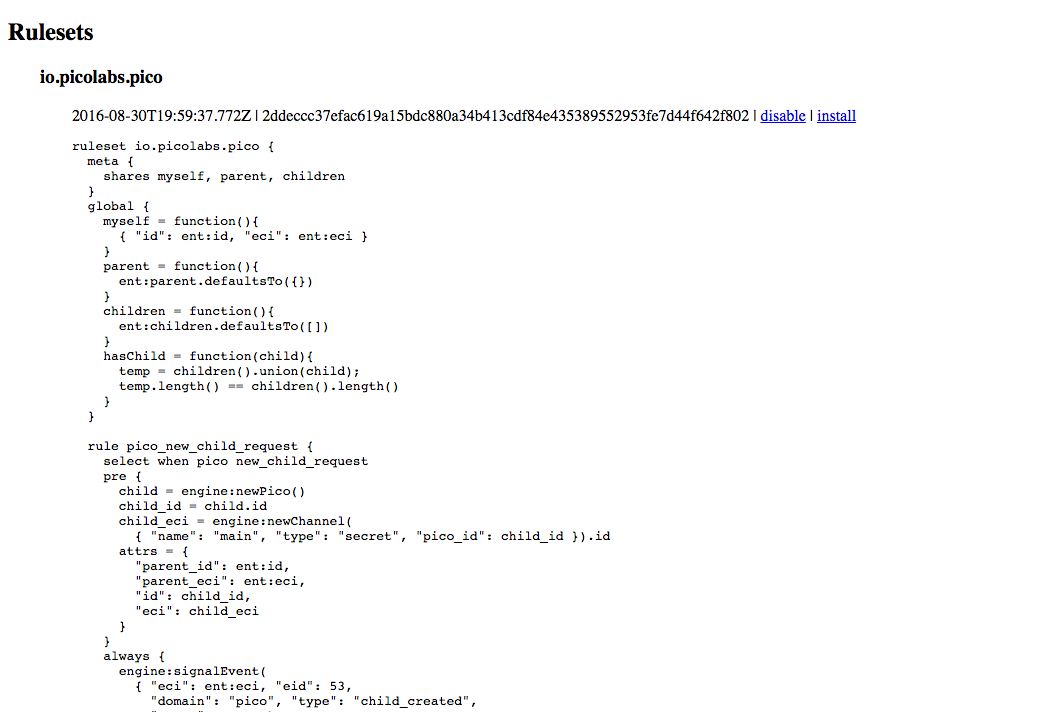 Rulesets
io.picolabs.pico
2016-08-30T19:59:37.772Z | 2ddeccc37efac619a15bdc880a34b413cdf84e435389552953fe7d44f642f802 | disable | install
ruleset io.picolabs.pico {
  meta {
    shares myself, parent, children
  }
  global {
    myself = function(){
      { "id": ent:id, "eci": ent:eci }
    }
    parent = function(){
      ent:parent.defaultsTo({})
    }
    children = function(){
      ent:children.defaultsTo([])
    }
    hasChild = function(child){
      temp = children().union(child);
      temp.length() == children().length()
    }
  }

  rule pico_new_child_request {
    select when pico new_child_request
    pre {
      child = engine:newPico()
      child_id = child.id
      child_eci = engine:newChannel(
        { "name": "main", "type": "secret", "pico_id": child_id }).id
      attrs = {
        "parent_id": ent:id,
        "parent_eci": ent:eci,
        "id": child_id,
        "eci": child_eci
      }
    }
    always {
      engine:signalEvent(
        { "eci": ent:eci, "eid": 53,
          "domain": "pico", "type": "child_created",